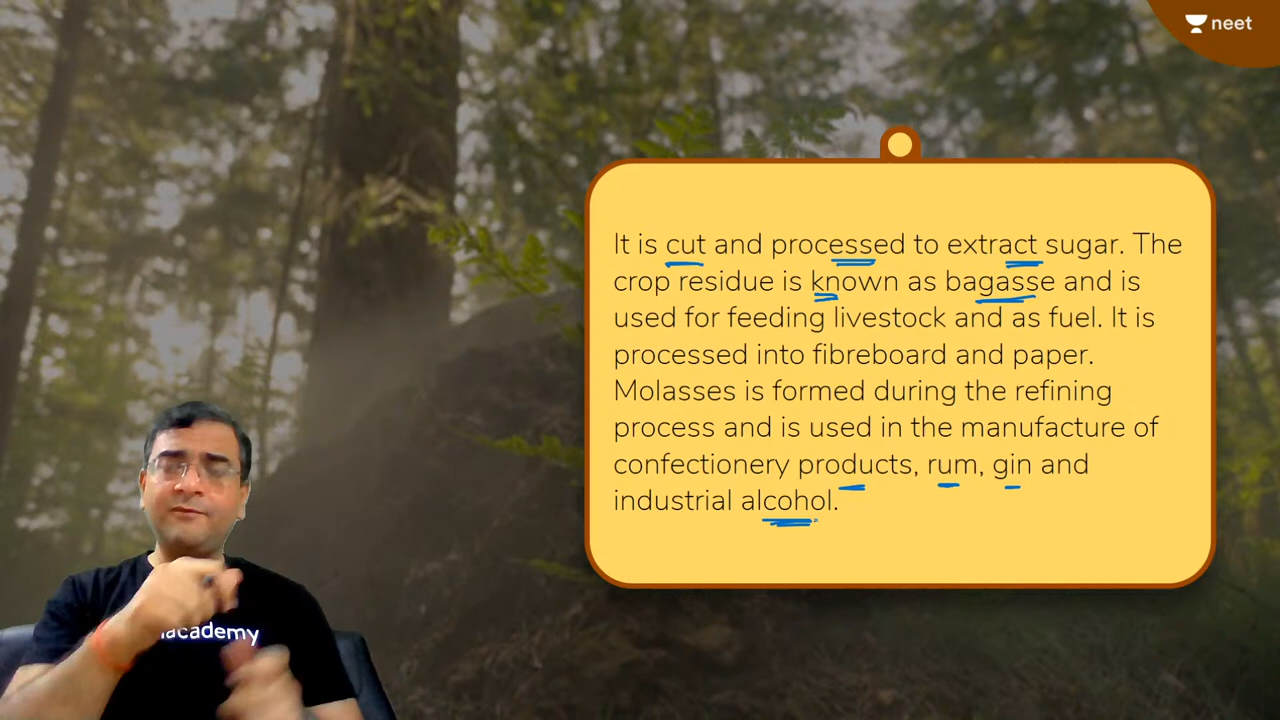 neet
It is cut and processed to extract sugar. The
crop residue is known as bagasse and is
used for feeding livestock and as fuel. It is
processed into fibreboard and paper.
Molasses is formed during the refining
process and is used in the manufacture of
confectionery products, rum, gin and
industrial alcohol.